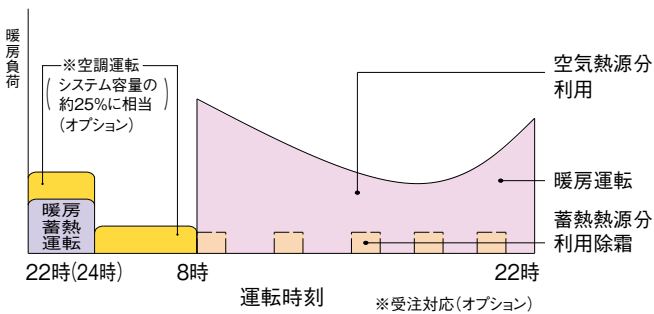 暖房負荷
※空調運転
システム容量の
約25%に相当
(オプション)
空気熱源分
利用
暖房運転
蓄熱熱源分
利用除霜
暖房
蓄熱
運転
22時(24時)
8時
22時
運転時刻
※受注対応(オプション)